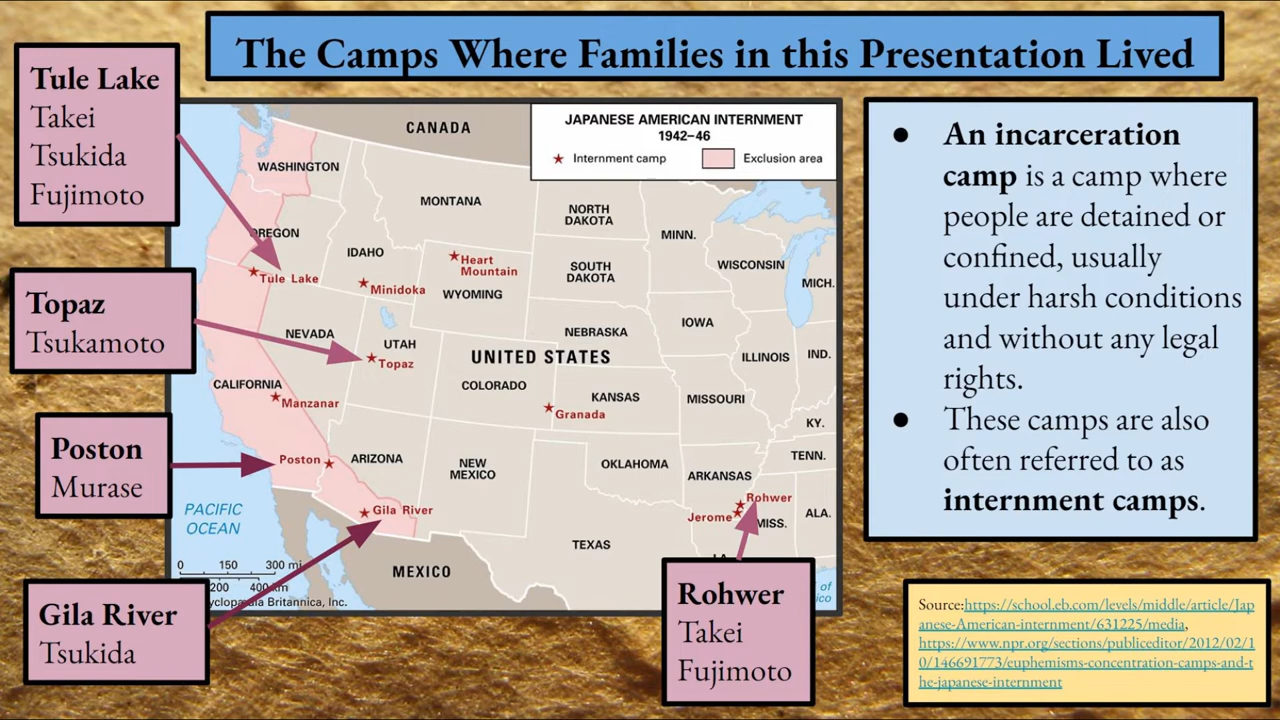 The Camps Where Families in this Presentation Lived
Tule Lake
Takei
Tsukida
Fujimoto
Topaz
Tsukamoto
Poston
Murase
Gila River
Tsukida
JAPANESE AMERICAN INTERNMENT
1942–46
Internment camp
Exclusion area
CANADA
WASHINGTON
MONTANA
NORTH
DAKOTA
MINN.
OREGON
IDAHO
Heart
Mountain
SOUTH
DAKOTA
WISCONSIN
MICH.
Tule Lake
Minidoka
WYOMING
NEVADA
UTAH
NEBRASKA
IOWA
Topaz
UNITED STATES
ILLINOIS
IND.
CALIFORNIA
Manzanar
COLORADO
KANSAS
MISSOURI
Granada
KY.
Poston
ARIZONA
NEW
MEXICO
OKLAHOMA
TENN.
ARKANSAS
Rohwer
Jerome
MISS.
ALA.
Gila River
PACIFIC
OCEAN
TEXAS
0 150 300 mi
200 400 km
MEXICO
Encyclopædia Britannica, Inc.
Rohwer
Takei
Fujimoto
● An incarceration
camp is a camp where
people are detained or
confined, usually
under harsh conditions
and without any legal
rights.
● These camps are also
often referred to as
internment camps.
Source:https://school.eb.com/levels/middle/article/Jap
anese-American-internment/631225/media,
https://www.npr.org/sections/publiceditor/2012/02/1
0/146691773/euphemisms-concentration-camps-and-t
he-japanese-internment